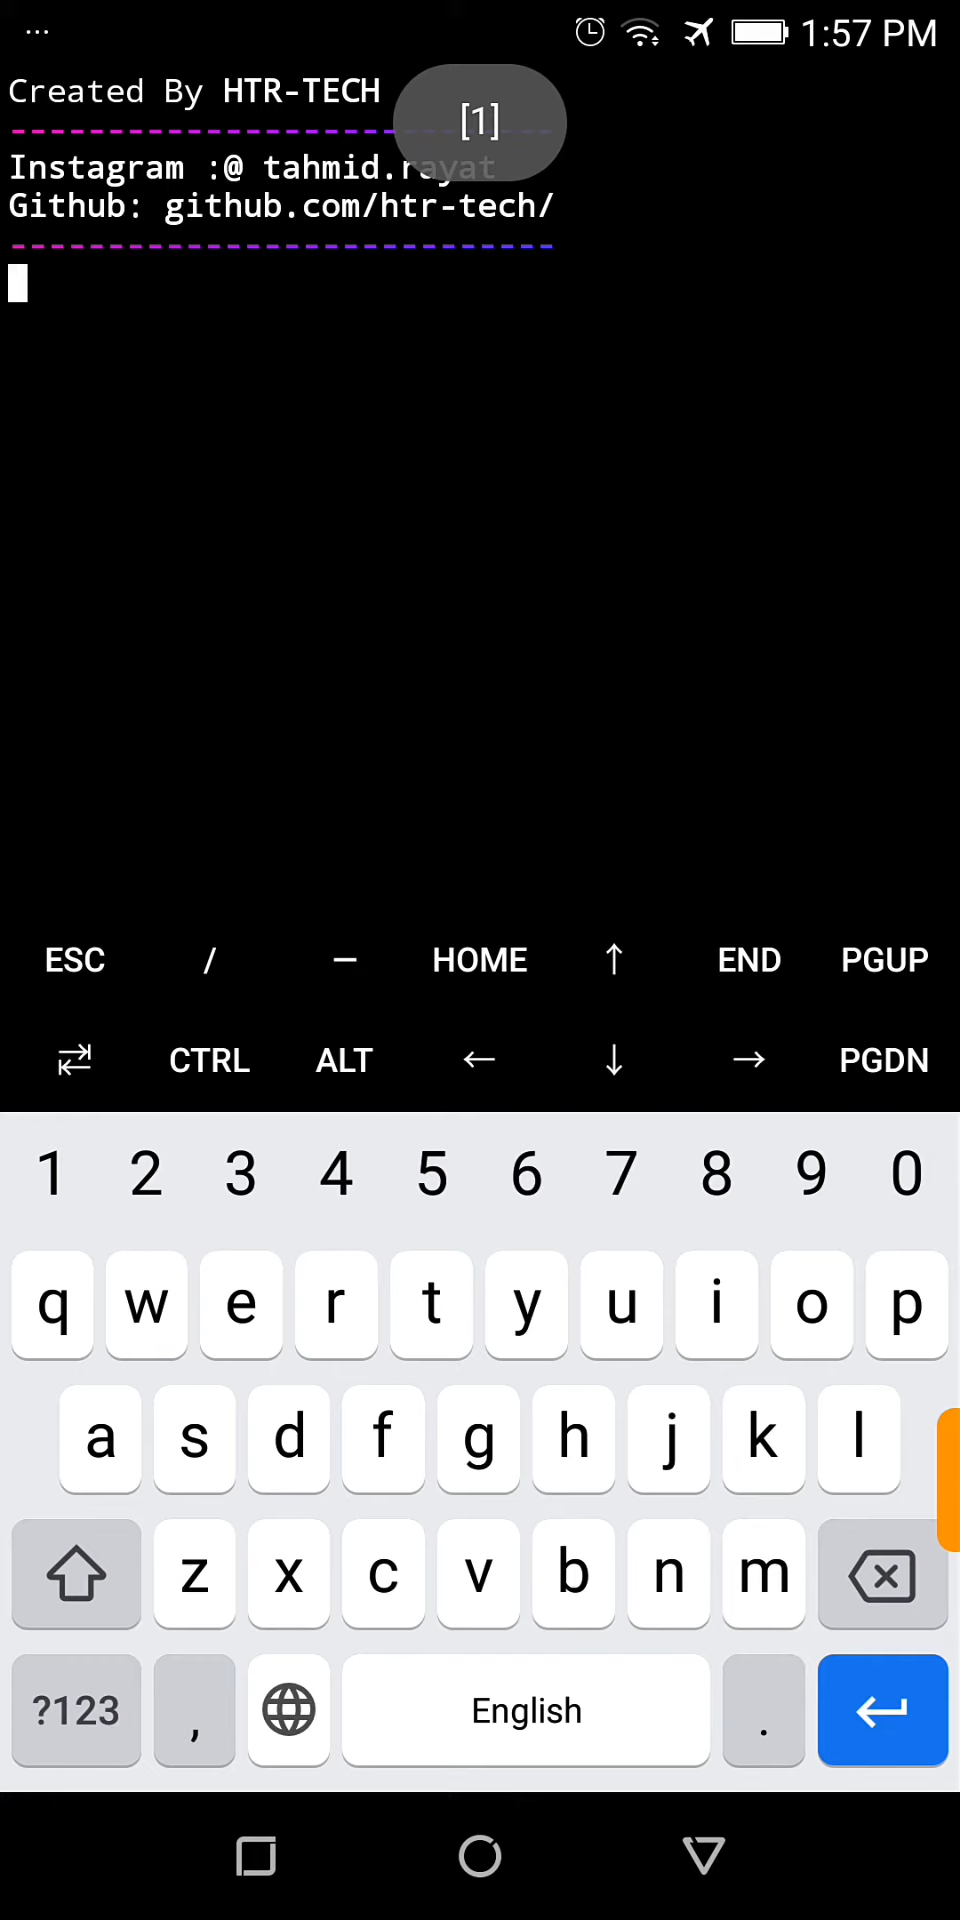 ...
1:57 PM
Created By HTR-TECH
[1]
----------------------------
Instagram :@ tahmid.rayat
Github: github.com/htr-tech/
----------------------------
ESC / — HOME ↑ END PGUP
⇄ CTRL ALT ← ↓ → PGDN
1 2 3 4 5 6 7 8 9 0
q w e r t y u i o p
a s d f g h j k l
z x c v b n m
?123 , English .